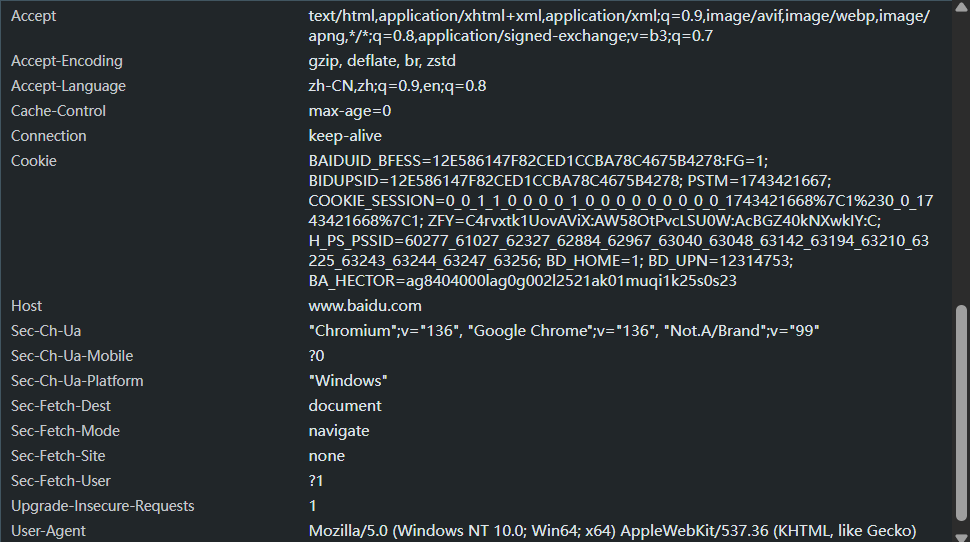 Accept text/html,application/xhtml+xml,application/xml;q=0.9,image/avif,image/webp,image/
apng,*/*;q=0.8,application/signed-exchange;v=b3;q=0.7
Accept-Encoding gzip, deflate, br, zstd
Accept-Language zh-CN,zh;q=0.9,en;q=0.8
Cache-Control max-age=0
Connection keep-alive
Cookie BAIDUID_BFESS=12E586147F82CED1CCBA78C4675B4278:FG=1;
BIDUPSID=12E586147F82CED1CCBA78C4675B4278; PSTM=1743421667;
COOKIE_SESSION=0_0_1_1_0_0_0_0_1_0_0_0_0_0_0_0_0_0_1743421668%7C1%230_0_17
43421668%7C1; ZFY=C4rvxtk1UovAViX:AW58OtPvcLSU0W:AcBGZ40kNXwkIY:C;
H_PS_PSSID=60277_61027_62327_62884_62967_63040_63048_63142_63194_63210_63
225_63243_63244_63247_63256; BD_HOME=1; BD_UPN=12314753;
BA_HECTOR=ag8404000lag0g002l2521ak01muqi1k25s0s23
Host www.baidu.com
Sec-Ch-Ua "Chromium";v="136", "Google Chrome";v="136", "Not.A/Brand";v="99"
Sec-Ch-Ua-Mobile ?0
Sec-Ch-Ua-Platform "Windows"
Sec-Fetch-Dest document
Sec-Fetch-Mode navigate
Sec-Fetch-Site none
Sec-Fetch-User ?1
Upgrade-Insecure-Requests 1
User-Agent Mozilla/5.0 (Windows NT 10.0; Win64; x64) AppleWebKit/537.36 (KHTML, like Gecko)